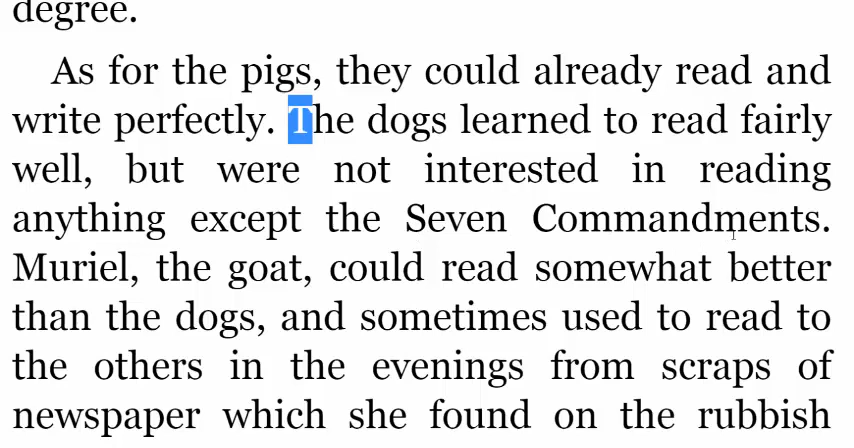 degree.
As for the pigs, they could already read and
write perfectly. The dogs learned to read fairly
well, but were not interested in reading
anything except the Seven Commandments.
Muriel, the goat, could read somewhat better
than the dogs, and sometimes used to read to
the others in the evenings from scraps of
newspaper which she found on the rubbish